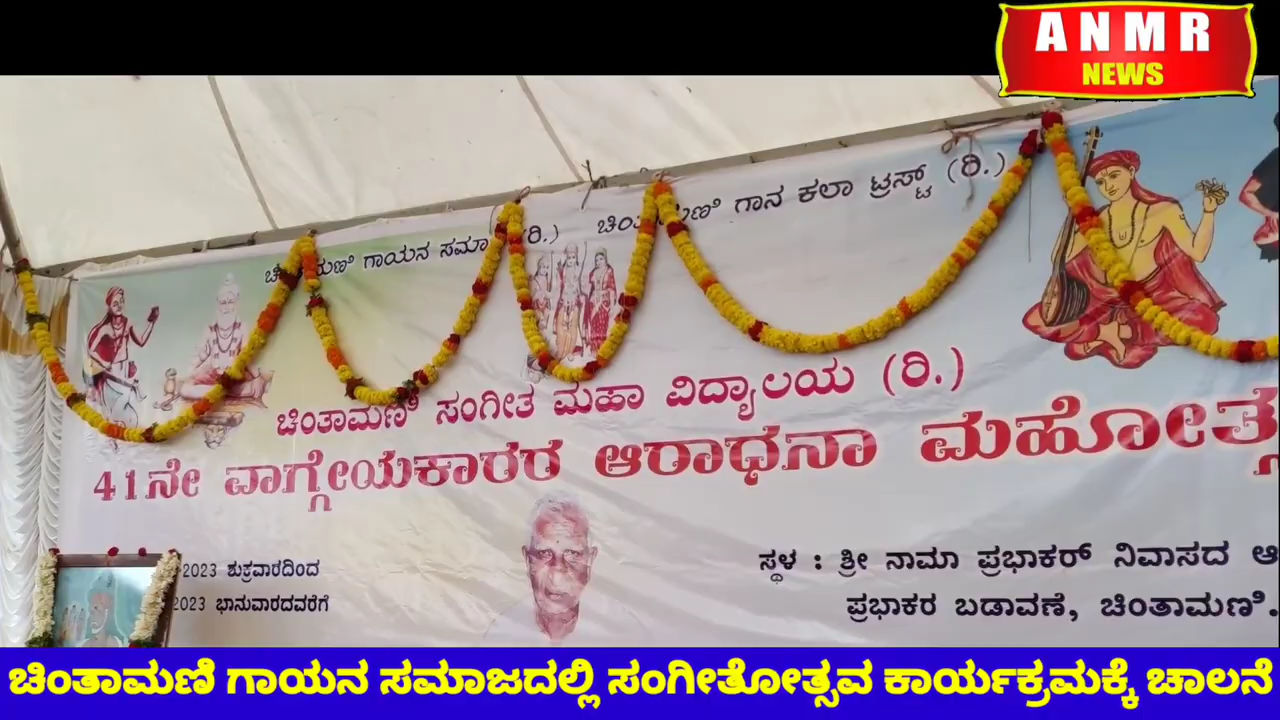 ANMR
NEWS
ಗಾಯನ (ರಿ.) ಗಾನ ಕಲಾ ಟ್ರಸ್ಟ್ (ರಿ.)
ಚಿಂತಾಮಣಿ ಸಂಗೀತ ಮಹಾ ವಿದ್ಯಾಲಯ (ರಿ.)
41ನೇ ವಾಗ್ಗೇಯಕಾರರ ಆರಾಧನಾ
2023 ಶುಕ್ರವಾರದಿಂದ
2023 ಭಾನುವಾರದವರೆಗೆ
ಸ್ಥಳ : ಶ್ರೀ ನಾಮಾ ಪ್ರಭಾಕರ್ ನಿವಾಸದ
ಪ್ರಭಾಕರ ಬಡಾವಣೆ, ಚಿಂತಾಮಣಿ.
ಚಿಂತಾಮಣಿ ಗಾಯನ ಸಮಾಜದಲ್ಲಿ ಸಂಗೀತೋತ್ಸವ ಕಾರ್ಯಕ್ರಮಕ್ಕೆ ಚಾಲನೆ